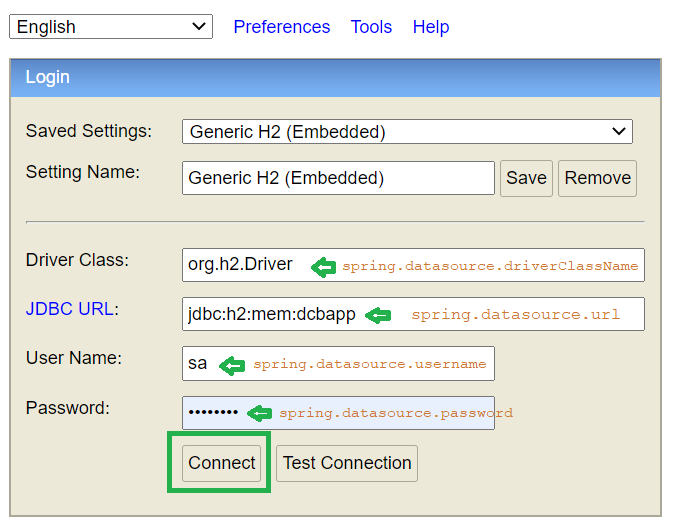 English Preferences Tools Help
Login
Saved Settings: Generic H2 (Embedded)
Setting Name: Generic H2 (Embedded) Save Remove
Driver Class: org.h2.Driver spring.datasource.driverClassName
JDBC URL: jdbc:h2:mem:dcbapp spring.datasource.url
User Name: sa spring.datasource.username
Password: •••••••• spring.datasource.password
Connect Test Connection